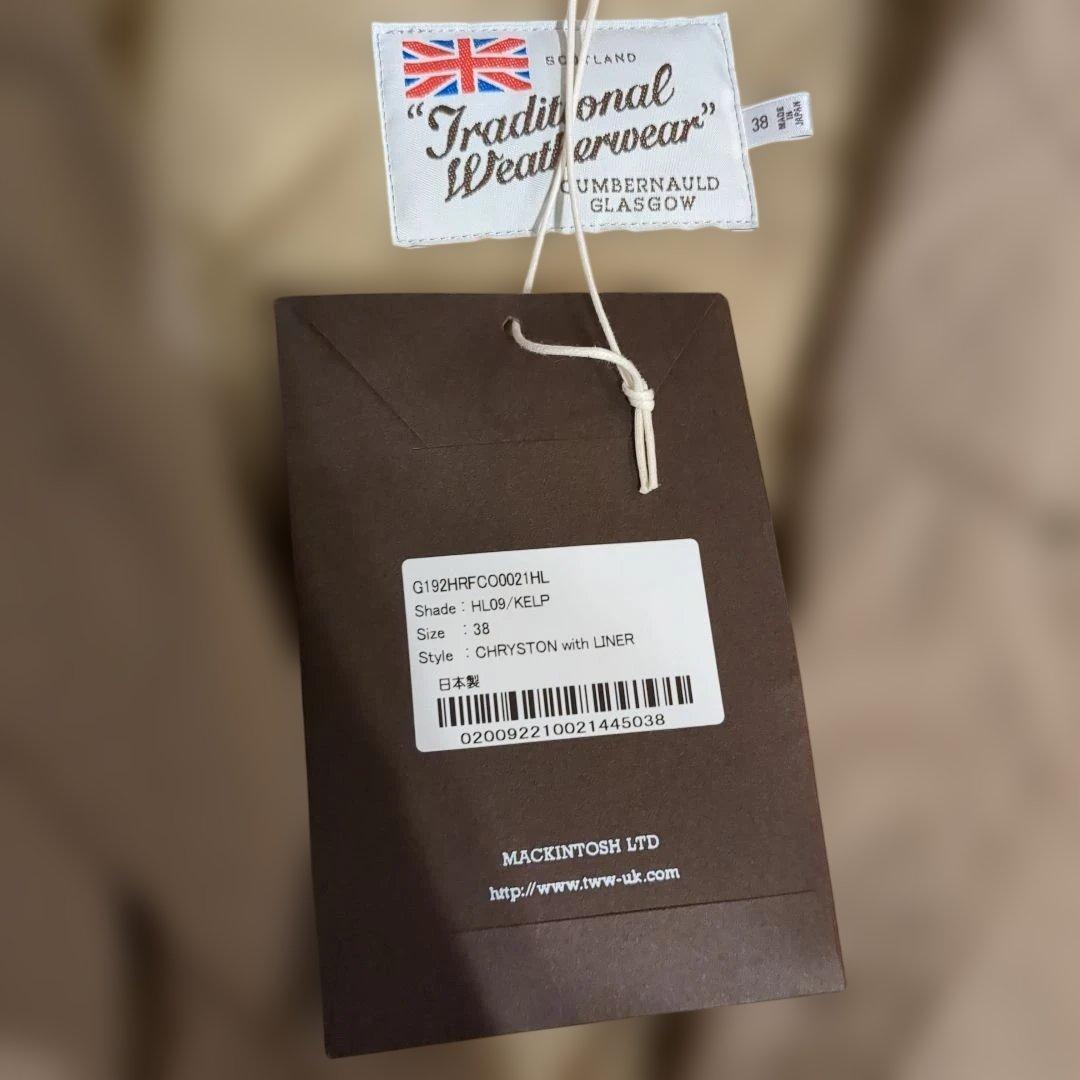 SCOTLAND
"Traditional
Weatherwear"
CUMBERNAULD
GLASGOW
38
MADE
IN
JAPAN
G192HRFCO0021HL
Shade : HL09/KELP
Size : 38
Style : CHRYSTON with LINER
日本製
020092210021445038
MACKINTOSH LTD
http://www.tww-uk.com